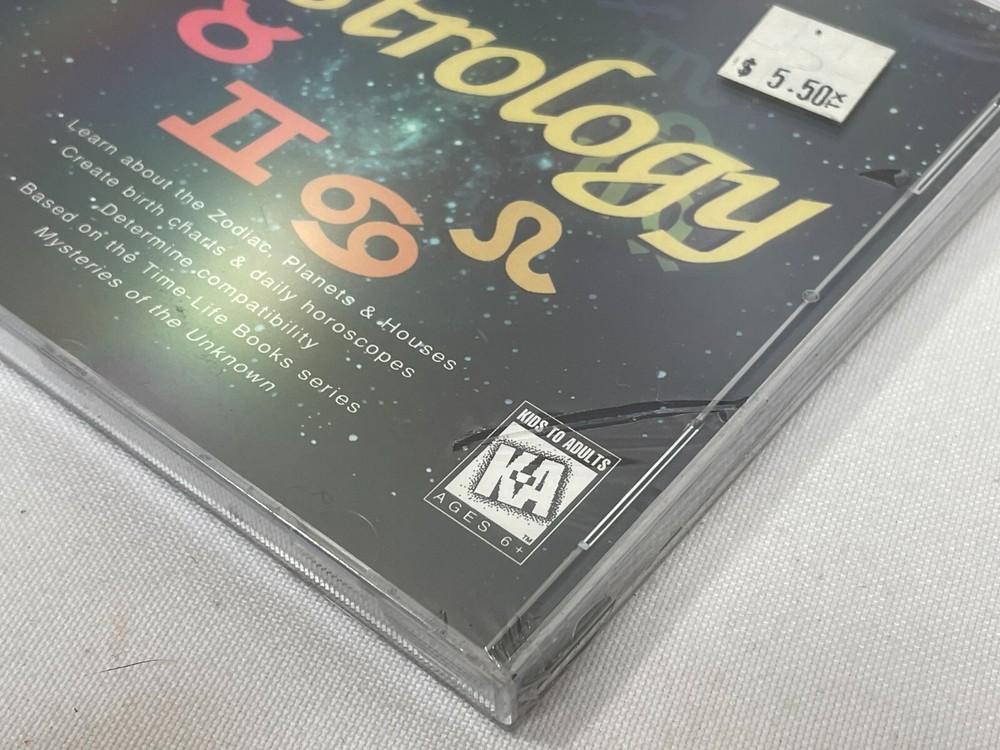 strology
$ 5.50
• Learn about the Zodiac, Planets & Houses
• Create birth charts & daily horoscopes
• Determine compatibility
• Based on the Time-Life Books series
Mysteries of the Unknown
KIDS TO ADULTS
K-A
AGES 6+
TM